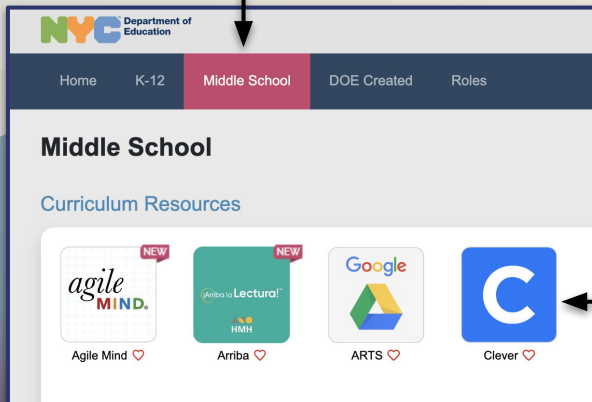 NYC Department of
Education
Home K-12 Middle School DOE Created Roles
Middle School
Curriculum Resources
NEW NEW
agile
MIND.
¡Arriba la Lectura!™
HMH
Google
C
Agile Mind Arriba ARTS Clever